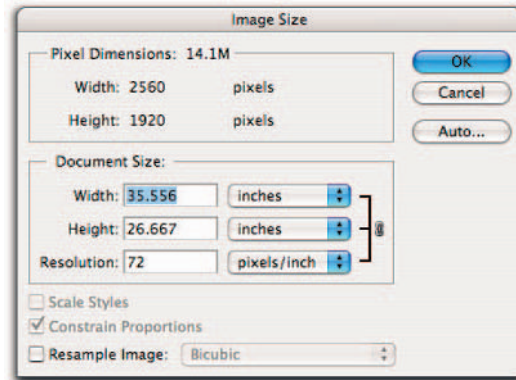 Image Size
Pixel Dimensions: 14.1M
Width: 2560 pixels
Height: 1920 pixels
OK
Cancel
Auto...
Document Size:
Width: 35.556 inches
Height: 26.667 inches
Resolution: 72 pixels/inch
Scale Styles
Constrain Proportions
Resample Image: Bicubic